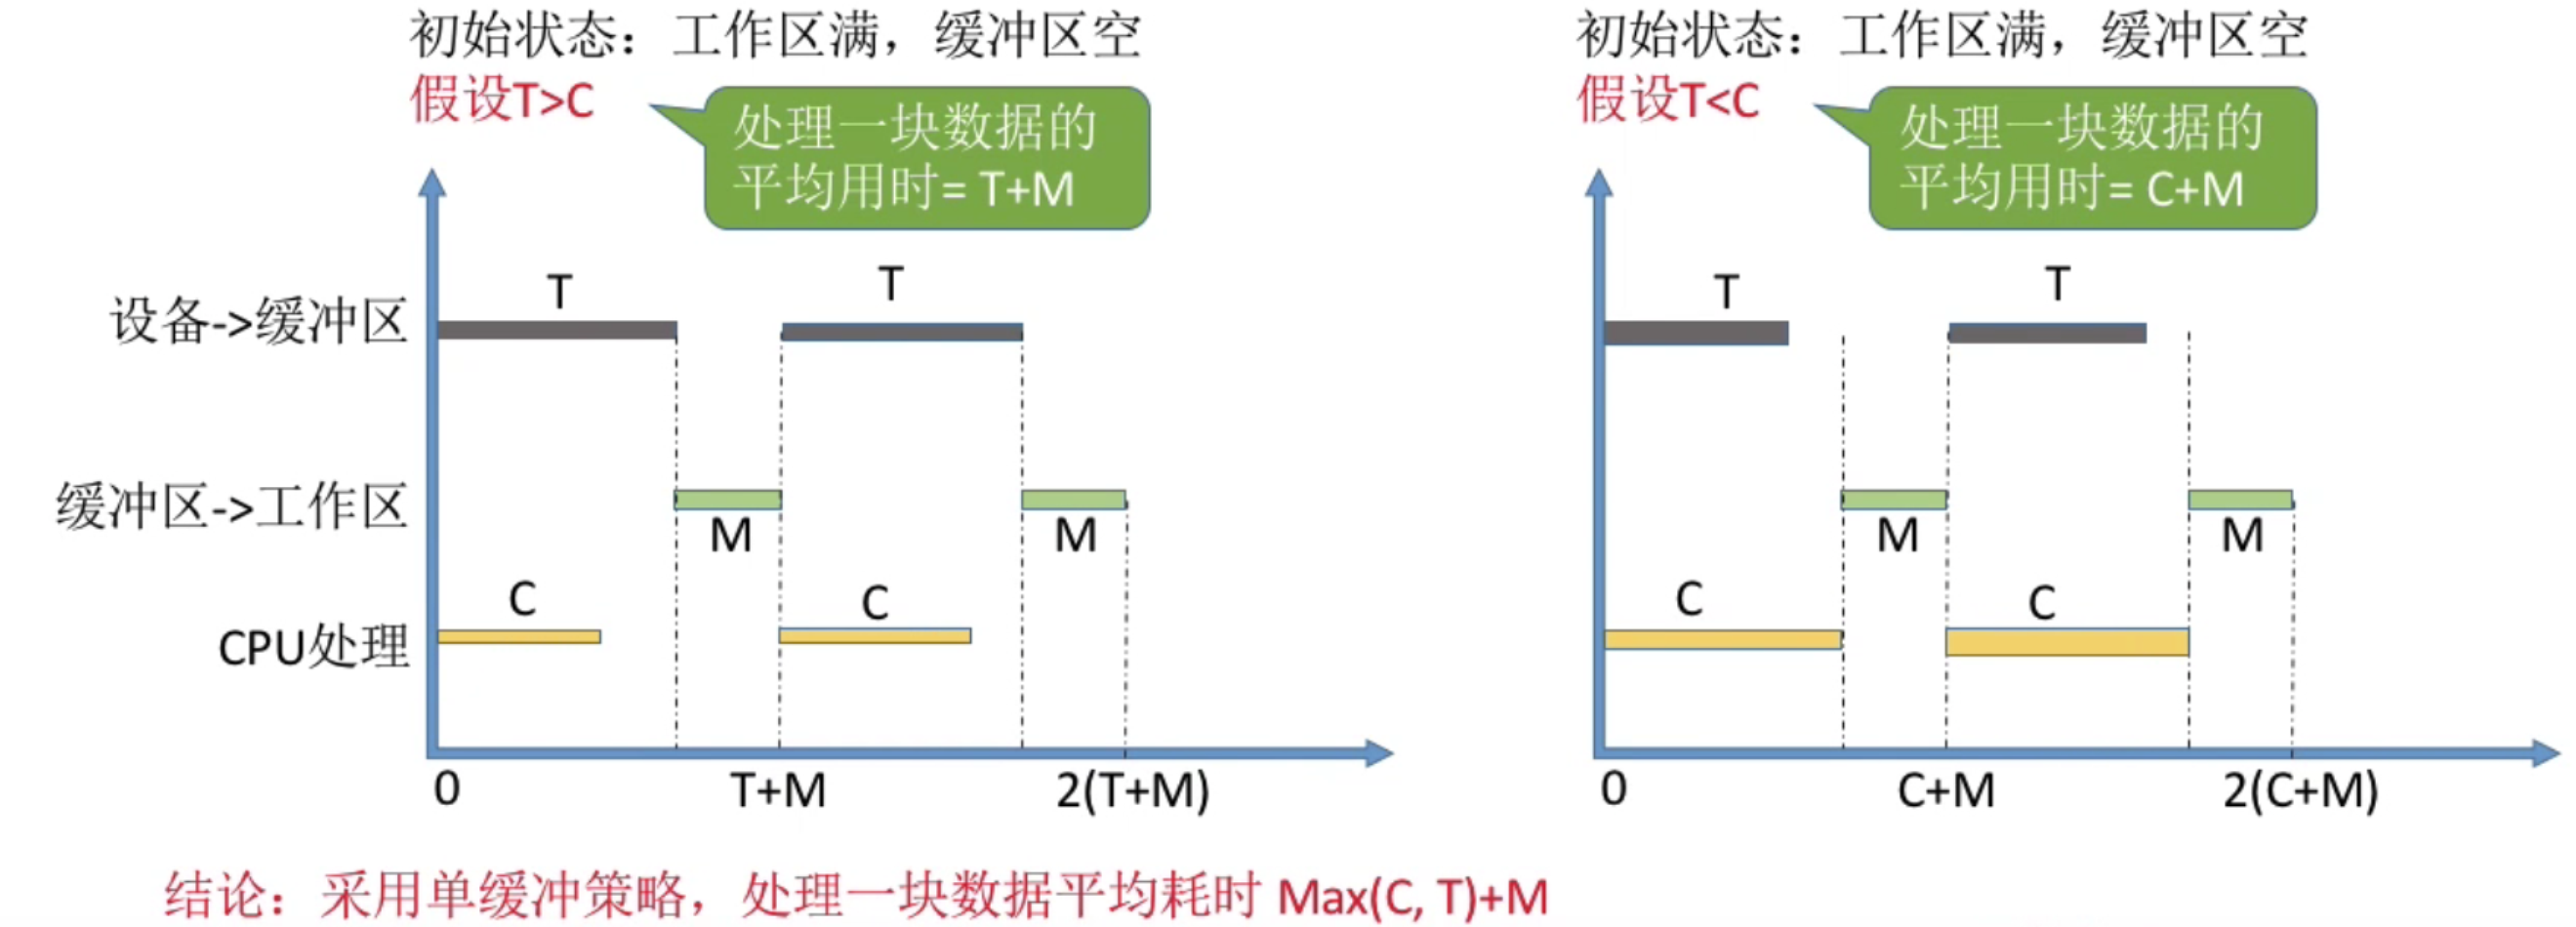 初始状态：工作区满，缓冲区空
假设T>C
处理一块数据的
平均用时= T+M
设备->缓冲区
T
T
缓冲区->工作区
M
M
CPU处理
C
C
0
T+M
2(T+M)
初始状态：工作区满，缓冲区空
假设T<C
处理一块数据的
平均用时= C+M
T
T
M
M
C
C
0
C+M
2(C+M)
结论：采用单缓冲策略，处理一块数据平均耗时 Max(C, T)+M